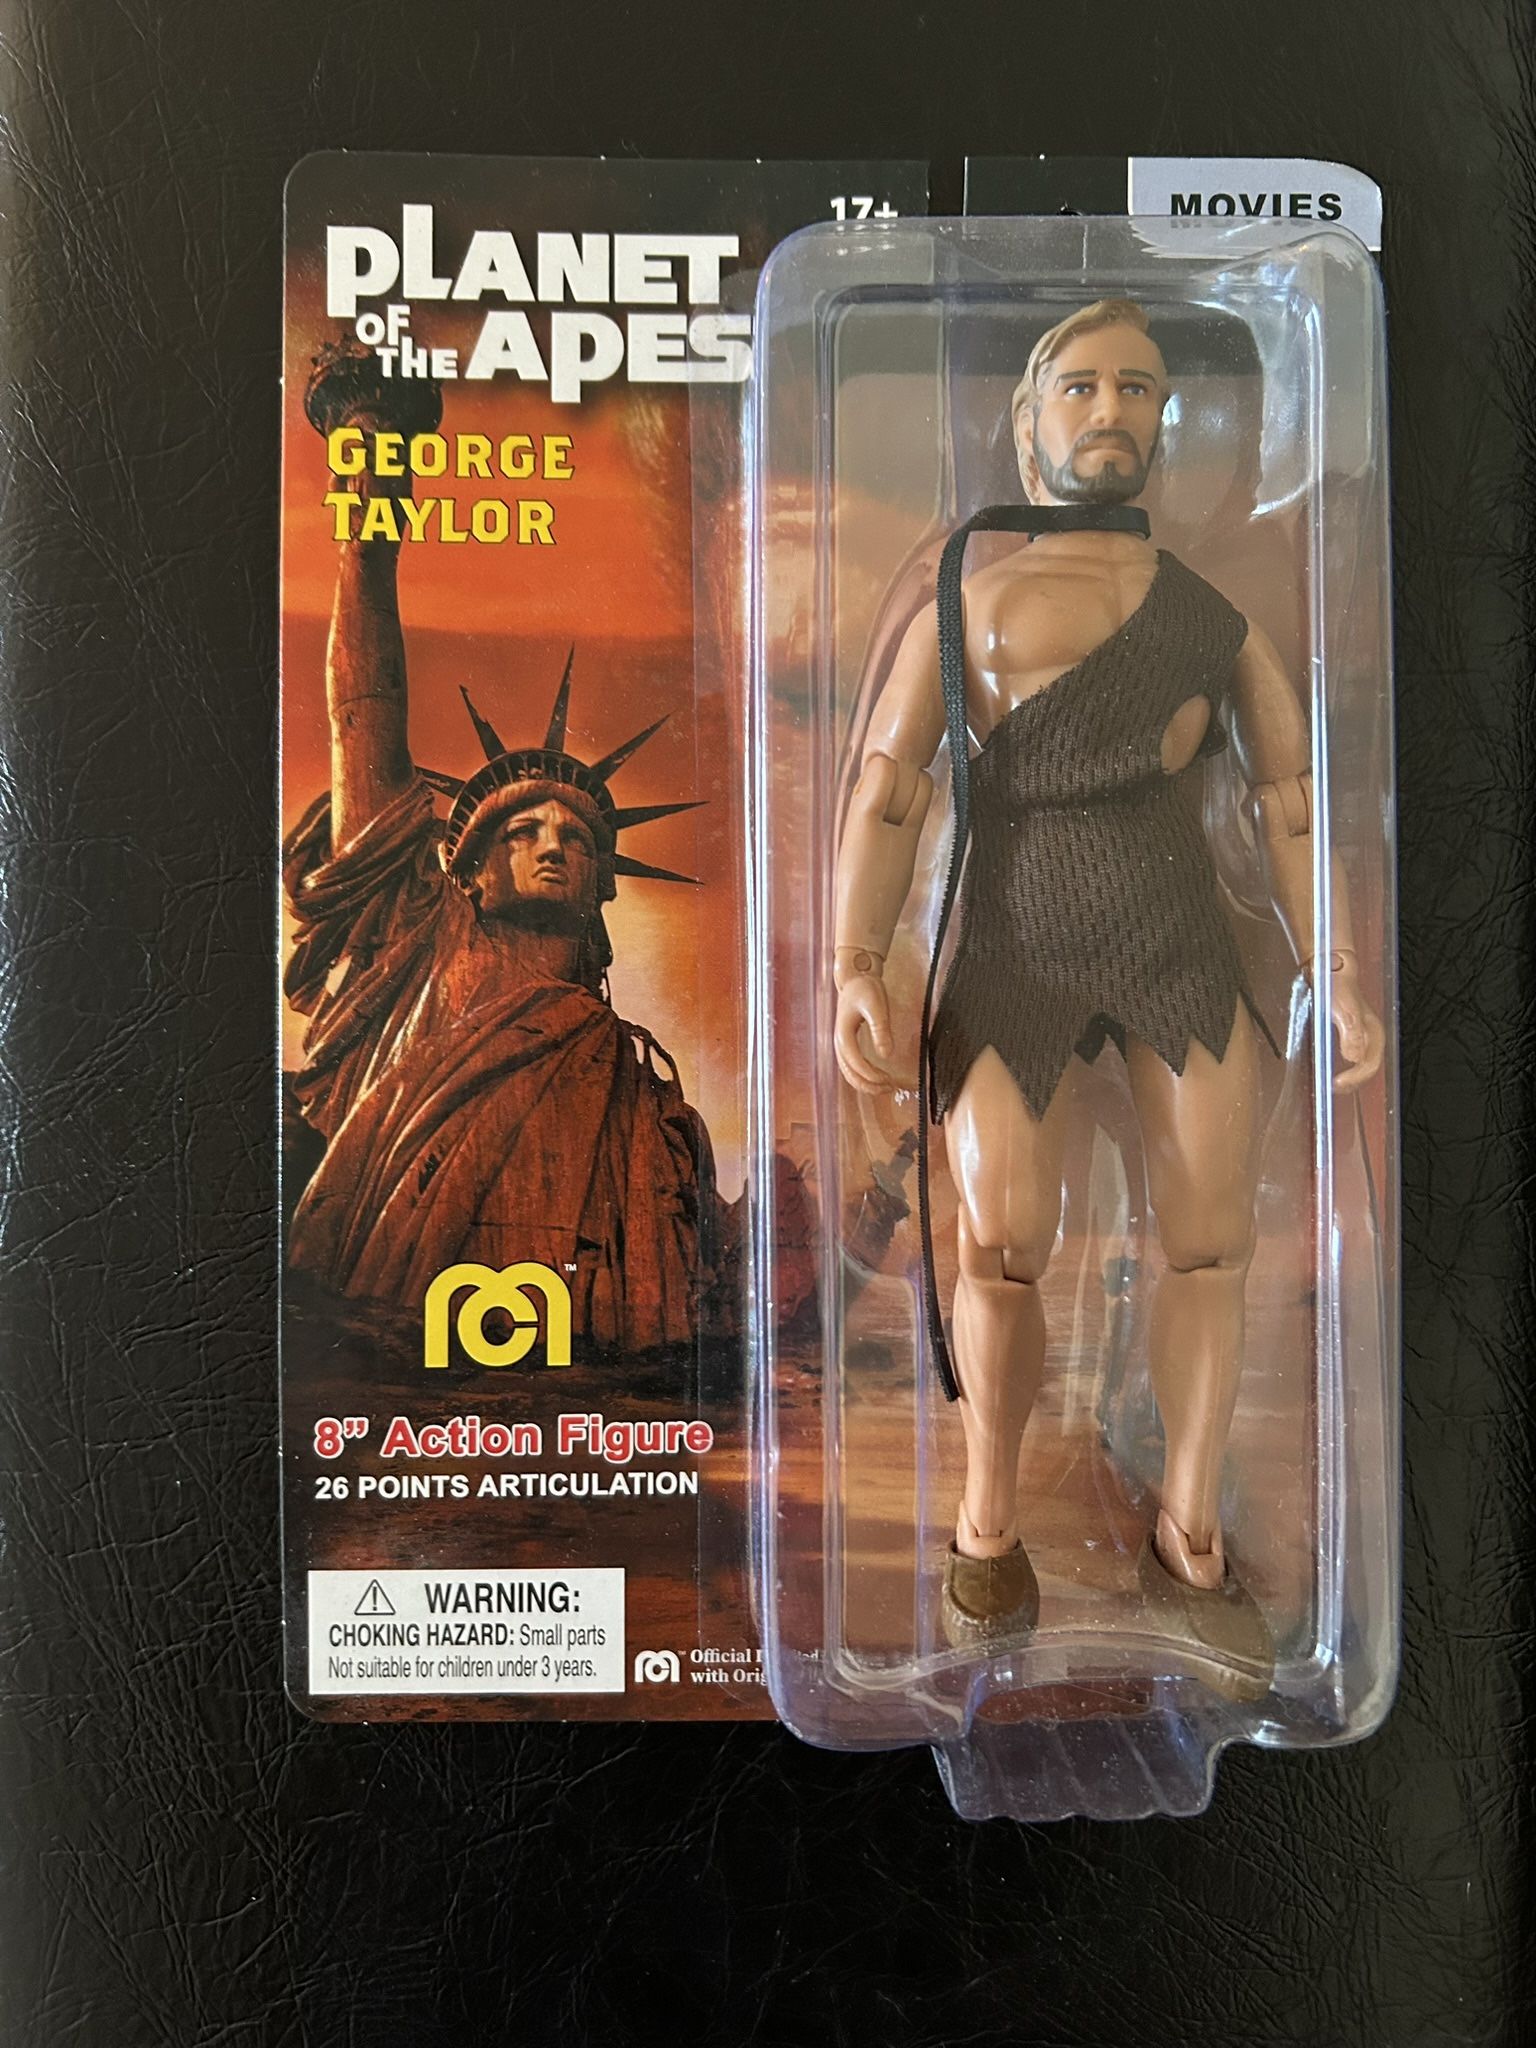 17+
MOVIES
PLANET
OF
THE APES
GEORGE
TAYLOR
TM
8” Action Figure
26 POINTS ARTICULATION
WARNING:
CHOKING HAZARD: Small parts
Not suitable for children under 3 years.
Official
with